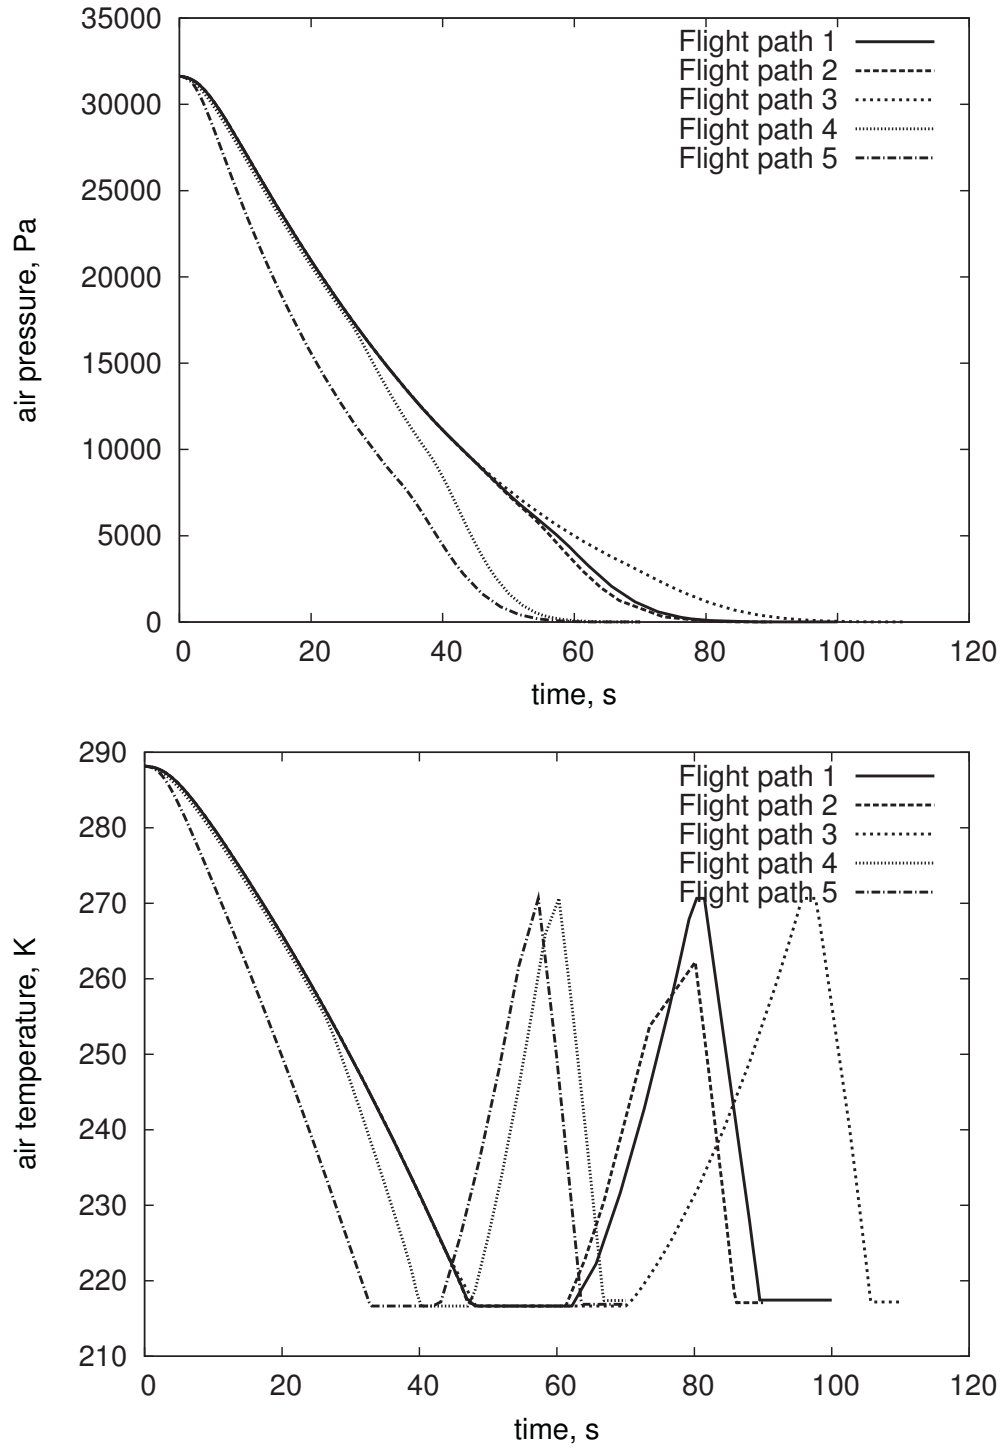 35000
30000
25000
20000
15000
10000
5000
0
air pressure, Pa
Flight path 1
Flight path 2
Flight path 3
Flight path 4
Flight path 5
0 20 40 60 80 100 120
time, s
290
280
270
260
250
240
230
220
210
air temperature, K
Flight path 1
Flight path 2
Flight path 3
Flight path 4
Flight path 5
0 20 40 60 80 100 120
time, s